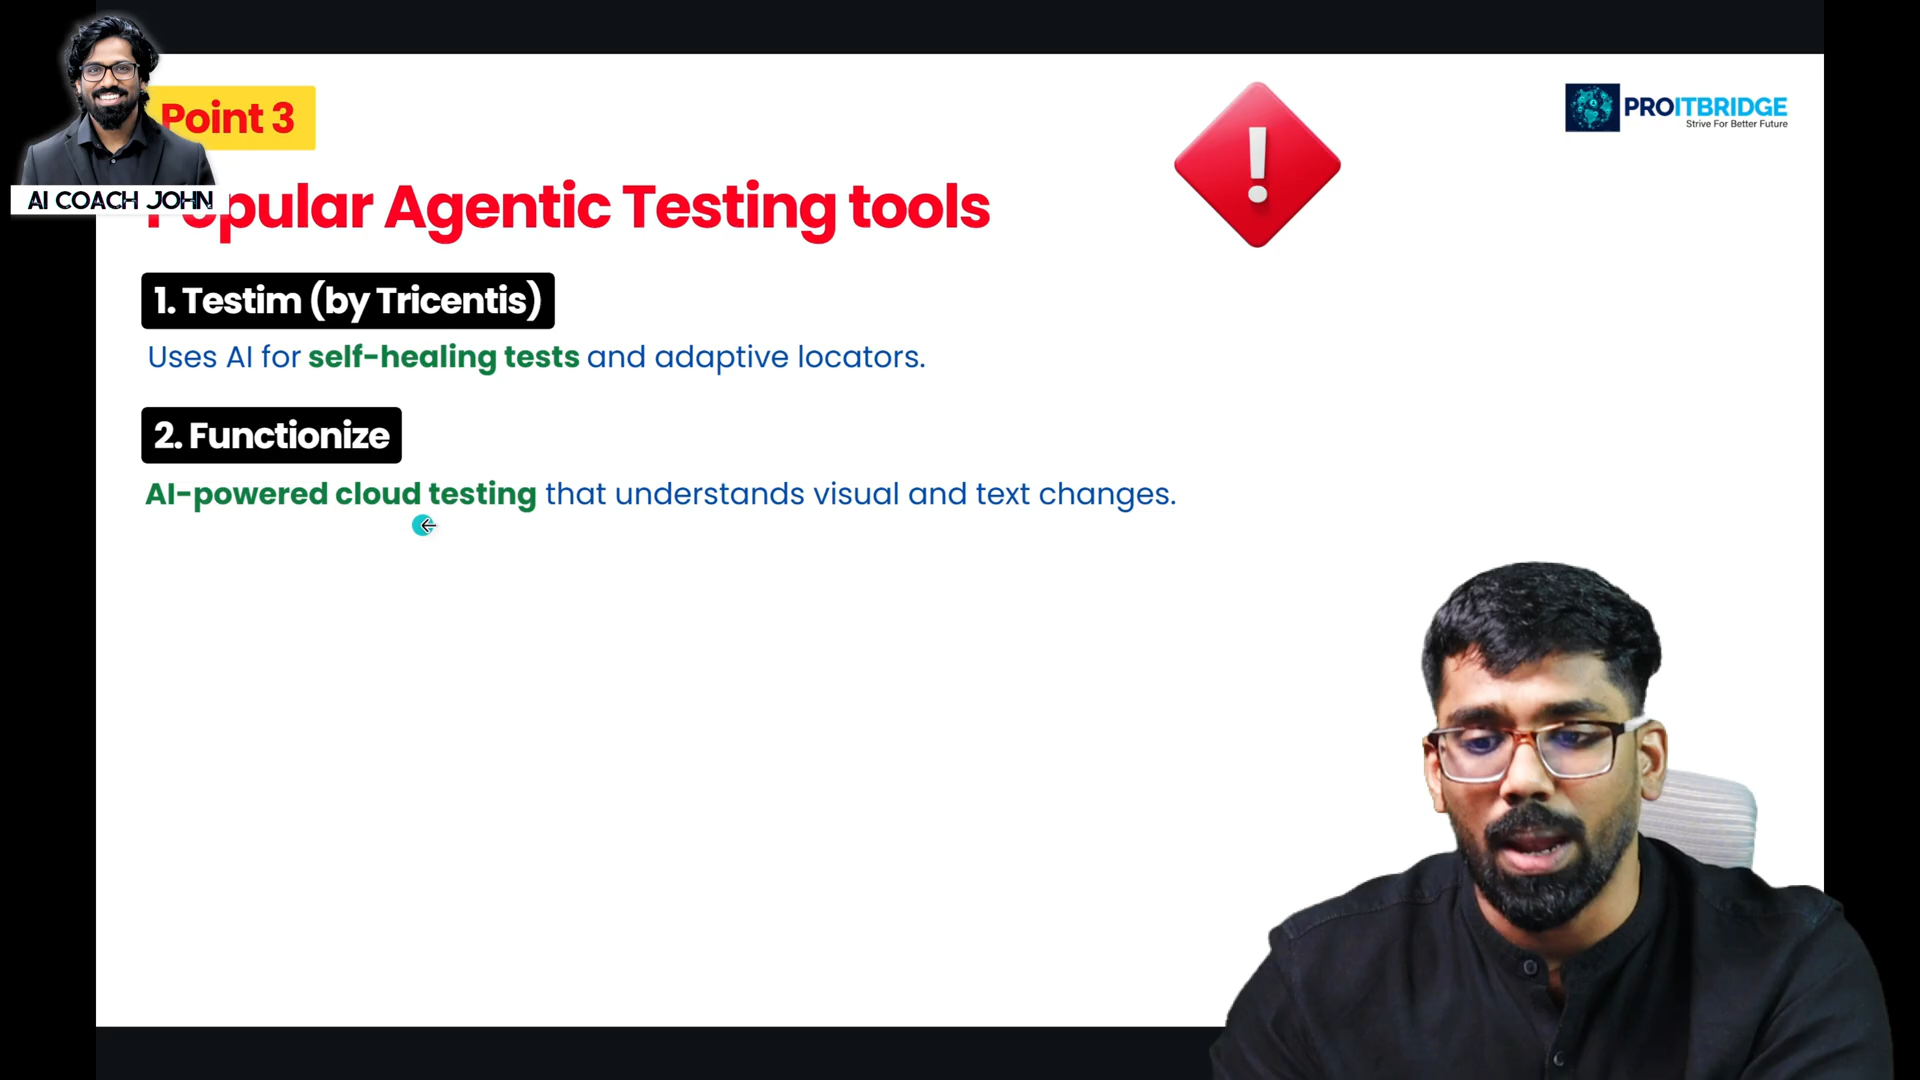 Point 3
PROITBRIDGE
Strive For Better Future
AI COACH JOHN
Popular Agentic Testing tools
1. Testim (by Tricentis)
Uses AI for self-healing tests and adaptive locators.
2. Functionize
AI-powered cloud testing that understands visual and text changes.